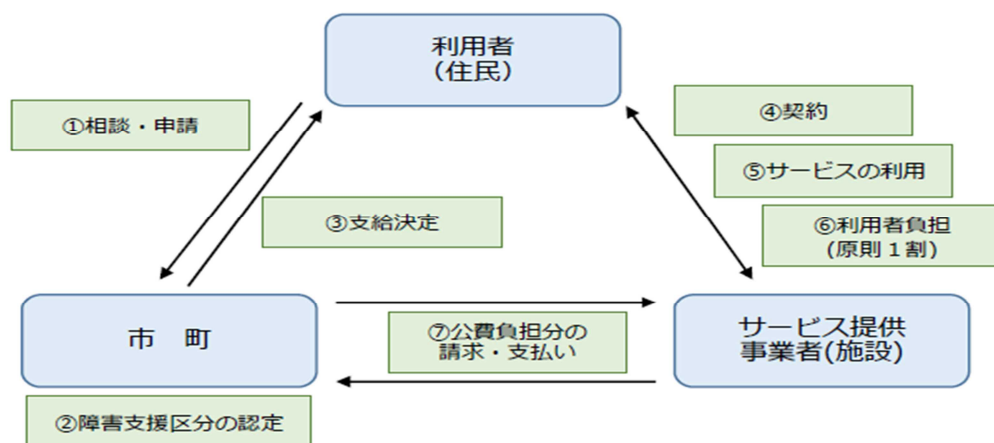 利用者
（住民）
①相談・申請
④契約
⑤サービスの利用
③支給決定
⑥利用者負担
(原則１割)
市　町
⑦公費負担分の
請求・支払い
サービス提供
事業者(施設)
②障害支援区分の認定